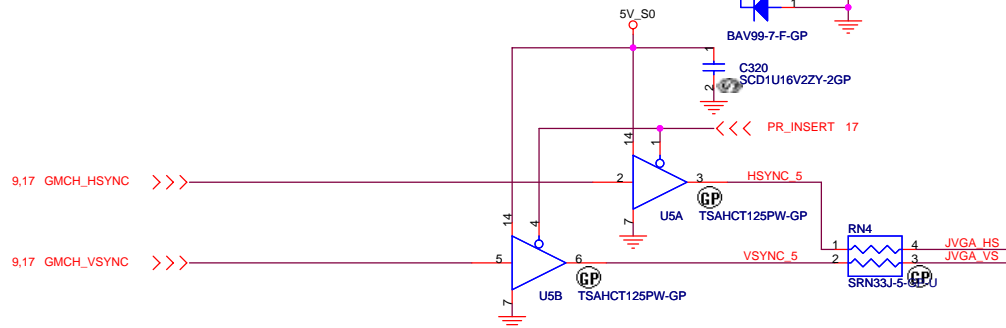 5V_S0
1
BAV99-7-F-GP
1
C320
2
SCD1U16V2ZY-2GP
PR_INSERT 17
14
1
9,17 GMCH_HSYNC
2
3
HSYNC_5
GP
7
U5A
TSAHCT125PW-GP
14
4
RN4
1
4
JVGA_HS
9,17 GMCH_VSYNC
5
6
VSYNC_5
2
3
JVGA_VS
GP
GP
7
U5B
TSAHCT125PW-GP